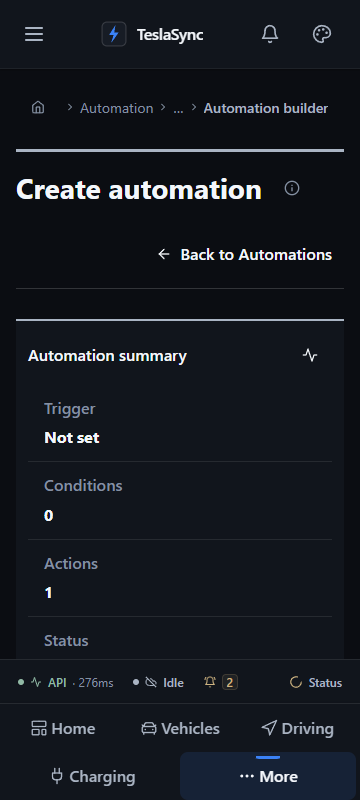 TeslaSync
Automation ... Automation builder
Create automation
Back to Automations
Automation summary
Trigger
Not set
Conditions
0
Actions
1
Status
API · 276ms Idle 2 Status
Home Vehicles Driving
Charging More